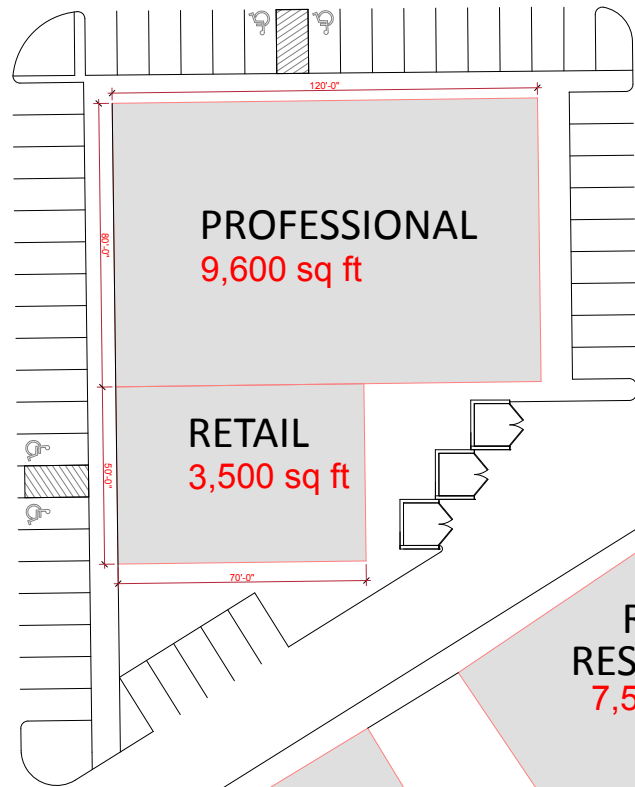 120'-0"
80'-0"
PROFESSIONAL
9,600 sq ft
RETAIL
3,500 sq ft
50'-0"
70'-0"
R
RES
7,5